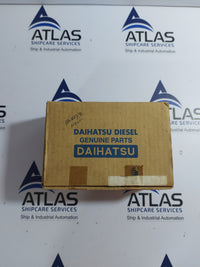 ATLAS
SHIPCARE SERVICES
Ship & Industrial Automation
ATLAS
SHIPCARE SERVICES
Ship & Industrial Automation
DAIHATSU DIESEL
GENUINE PARTS
DAIHATSU
ATLAS
SHIPCARE SERVICES
Ship & Industrial Automation
ATLAS
SHIPCARE SERVICES
Ship & Industrial Automation